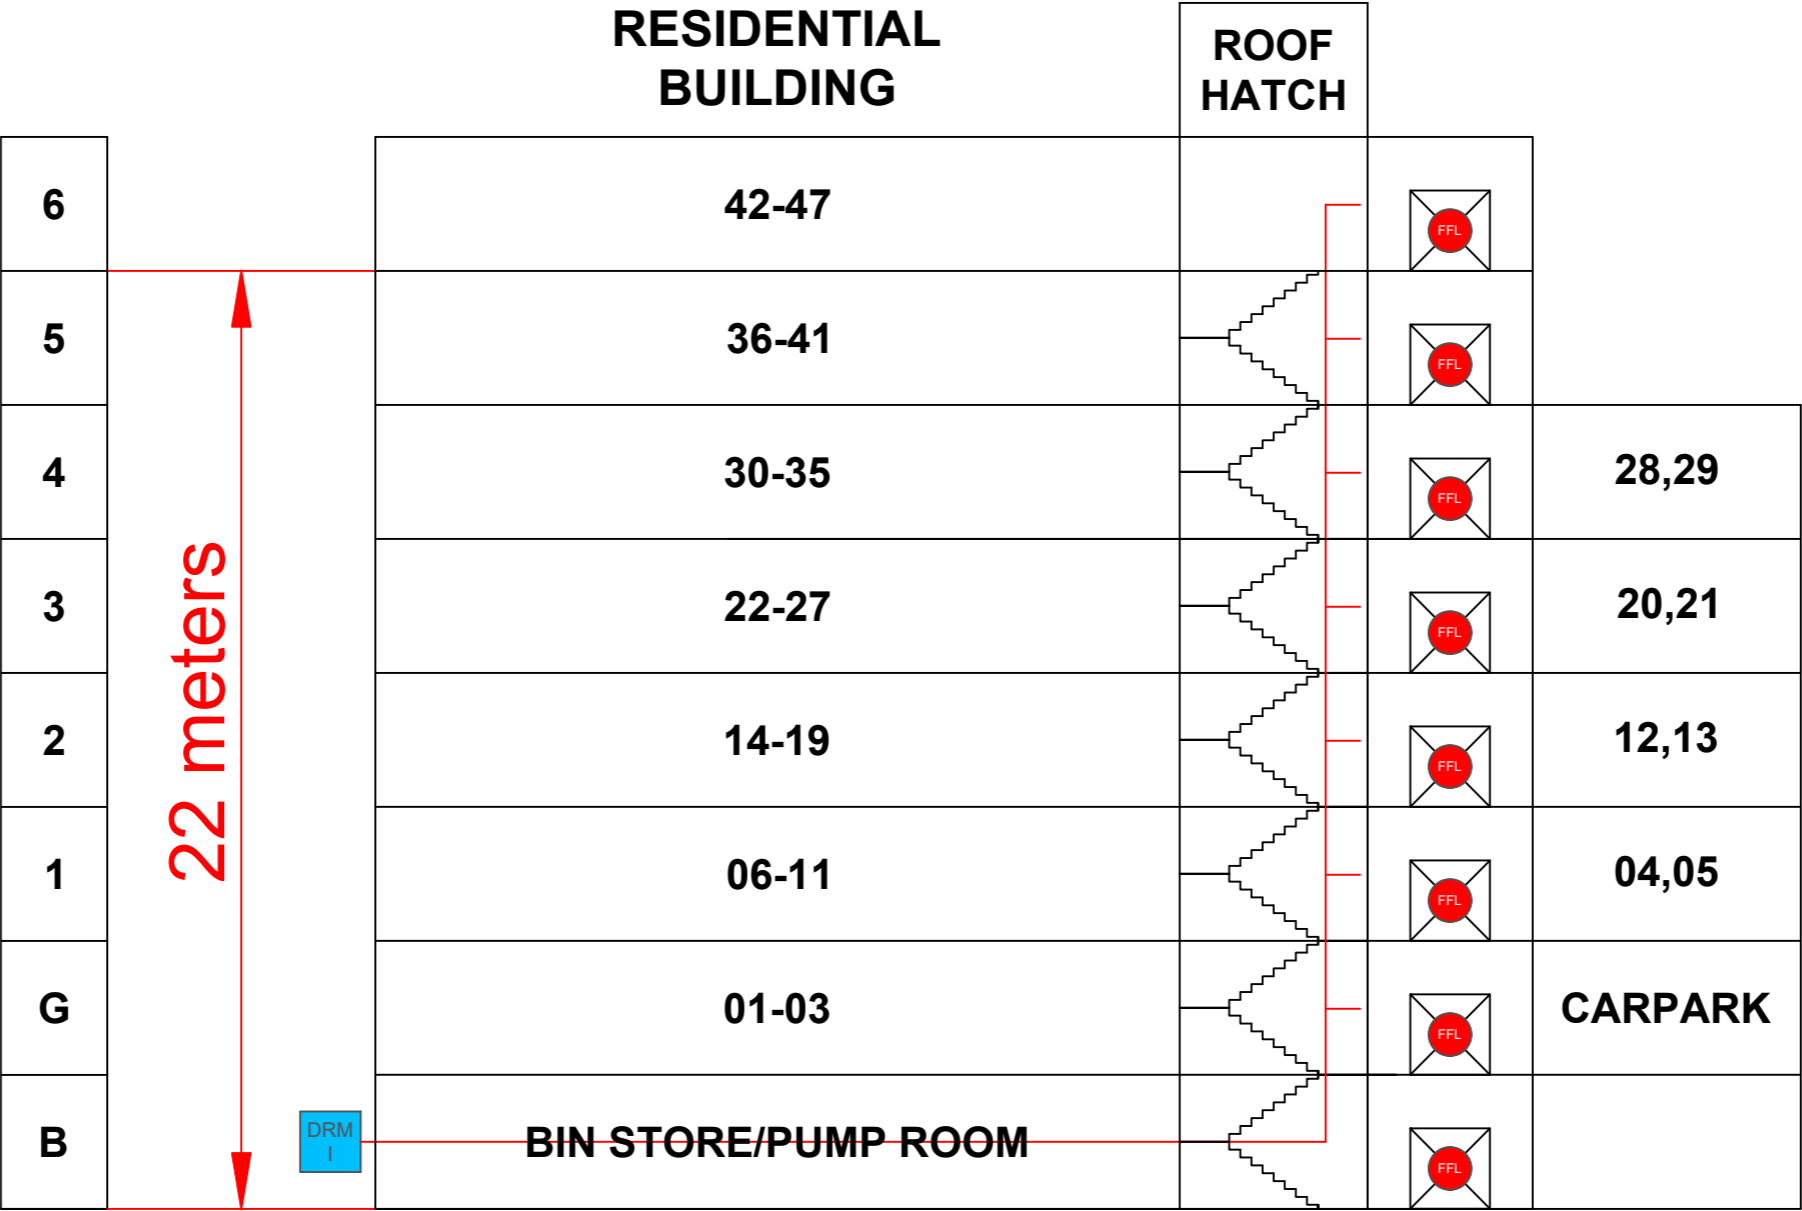 RESIDENTIAL
BUILDING
ROOF
HATCH
6
42-47
FFL
5
36-41
FFL
4
30-35
FFL
28,29
3
22-27
FFL
20,21
22 meters
2
14-19
FFL
12,13
1
06-11
FFL
04,05
G
01-03
FFL
CARPARK
B
DRM
I
BIN STORE/PUMP ROOM
FFL